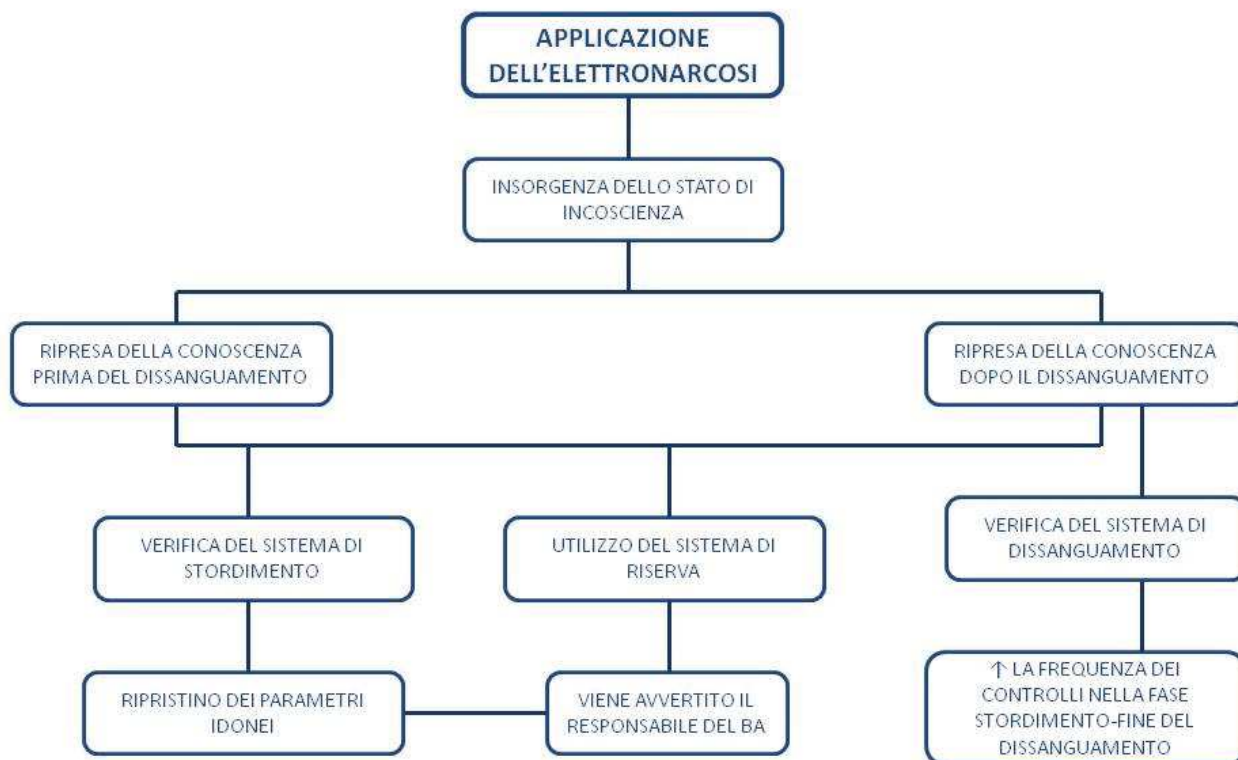 APPLICAZIONE
DELL'ELETTRONARCOSI
INSORGENZA DELLO STATO DI
INCOSCIENZA
RIPRESA DELLA CONOSCENZA
PRIMA DEL DISSANGUAMENTO
RIPRESA DELLA CONOSCENZA
DOPO IL DISSANGUAMENTO
VERIFICA DEL SISTEMA DI
STORDIMENTO
UTILIZZO DEL SISTEMA DI
RISERVA
VERIFICA DEL SISTEMA DI
DISSANGUAMENTO
RIPRISTINO DEI PARAMETRI
IDONEI
VIENE AVVERTITO IL
RESPONSABILE DEL BA
↑ LA FREQUENZA DEI
CONTROLLI NELLA FASE
STORDIMENTO-FINE DEL
DISSANGUAMENTO